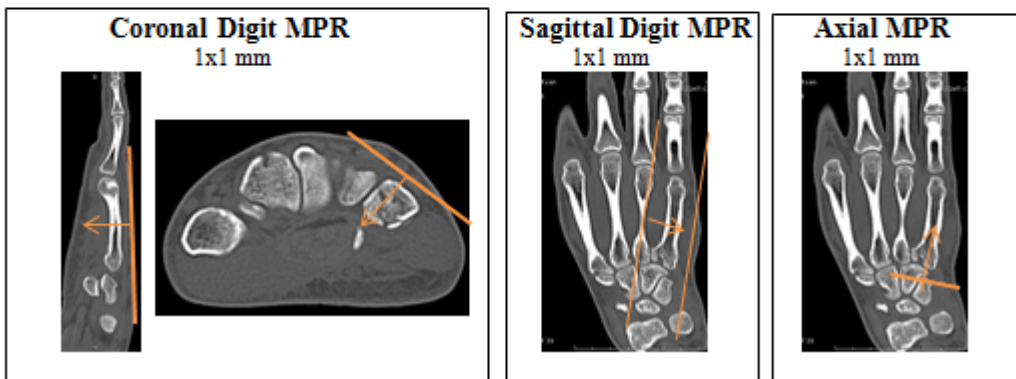 Coronal Digit MPR
1x1 mm
Sagittal Digit MPR
1x1 mm
Axial MPR
1x1 mm